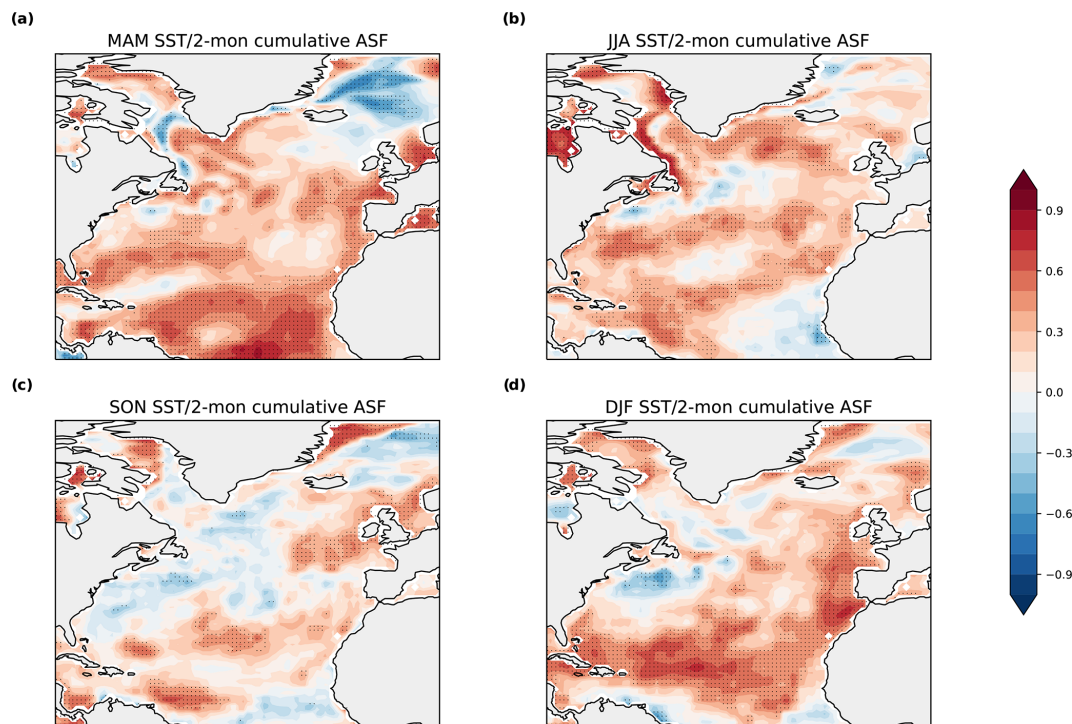 (a)
MAM SST/2-mon cumulative ASF
(b)
JJA SST/2-mon cumulative ASF
0.9
0.6
0.3
0.0
−0.3
−0.6
−0.9
(c)
SON SST/2-mon cumulative ASF
(d)
DJF SST/2-mon cumulative ASF